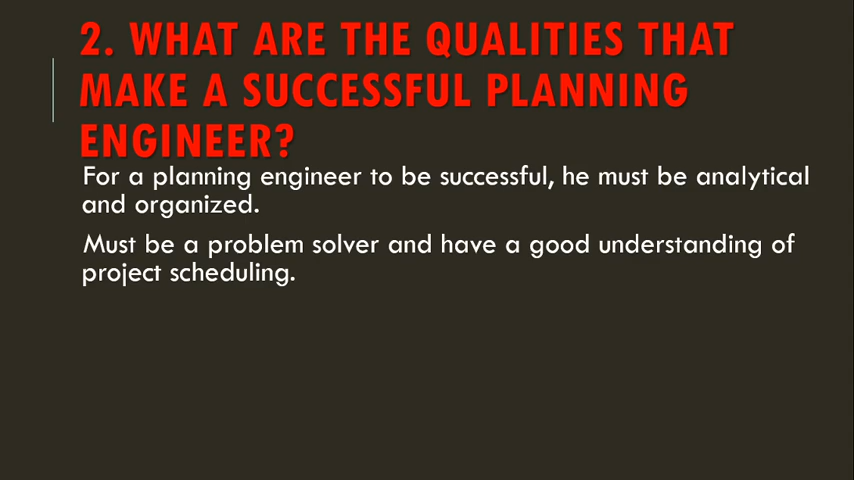 2. WHAT ARE THE QUALITIES THAT
MAKE A SUCCESSFUL PLANNING
ENGINEER?
For a planning engineer to be successful, he must be analytical
and organized.
Must be a problem solver and have a good understanding of
project scheduling.